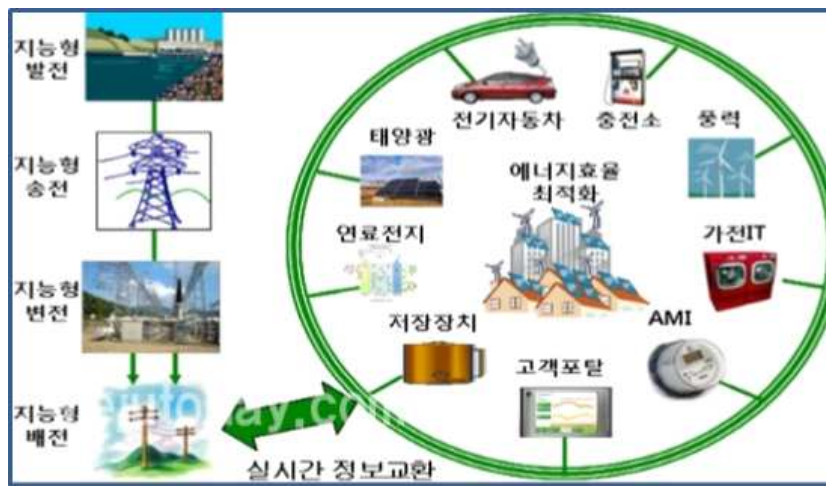 지능형
발전
지능형
송전
지능형
변전
지능형
배전
전기자동차
충전소
풍력
태양광
에너지효율
최적화
연료전지
가전IT
저장장치
AMI
고객포탈
실시간 정보교환